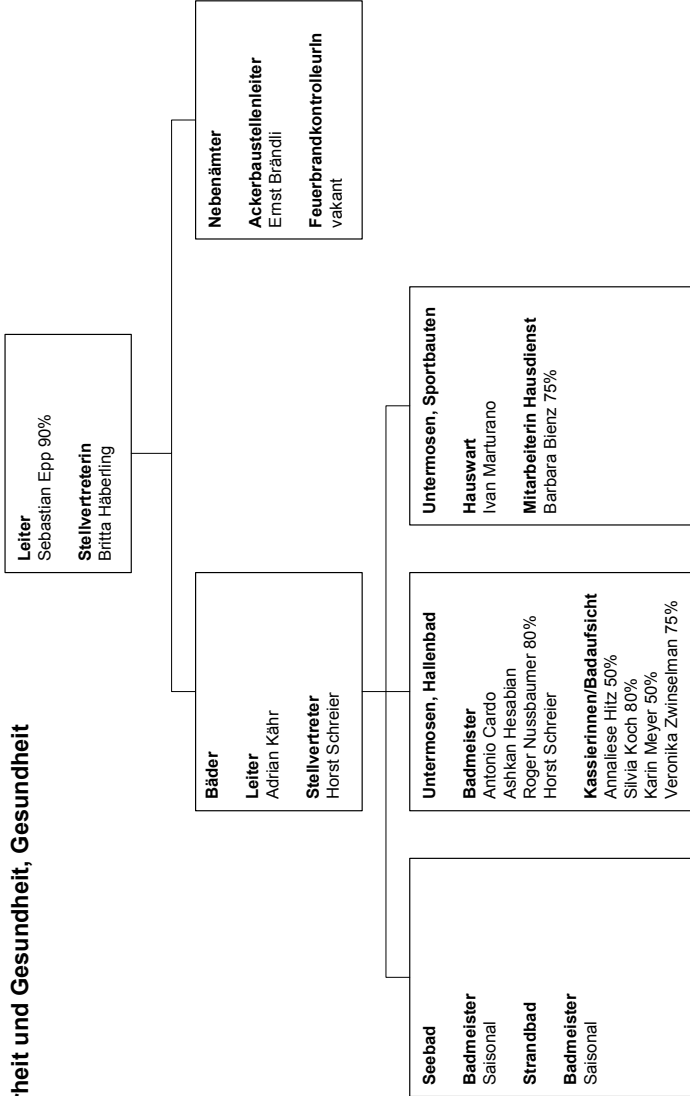 rheit und Gesundheit, Gesundheit
Leiter
Sebastian Epp 90%
Stellvertreterin
Britta Häberling
Bäder
Leiter
Adrian Kähr
Stellvertreter
Horst Schreier
Nebenämter
Ackerbaustellenleiter
Ernst Brändli
FeuerbrandkontrolleurIn
vakant
Seebad
Badmeister
Saisonal
Strandbad
Badmeister
Saisonal
Untermosen, Hallenbad
Badmeister
Antonio Cardo
Ashkan Hesabian
Roger Nussbaumer 80%
Horst Schreier
Kassierinnen/Badaufsicht
Annaliese Hitz 50%
Silvia Koch 80%
Karin Meyer 50%
Veronika Zwinselman 75%
Untermosen, Sportbauten
Hauswart
Ivan Marturano
Mitarbeiterin Hausdienst
Barbara Bienz 75%